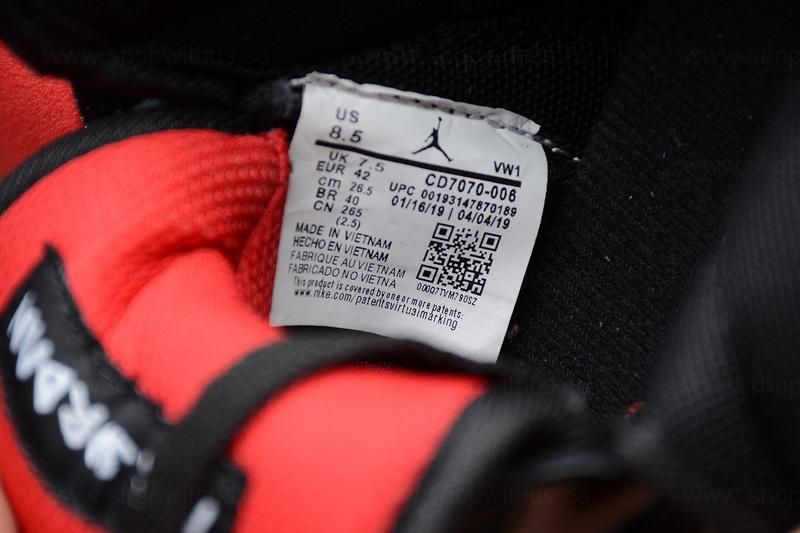 www.shopwithus.co
US
8.5
VW1
UK 7.5
EUR 42
cm 26.5
BR 40
CN 265
(2.5)
CD7070-006
UPC 00193147870189
01/16/19 | 04/04/19
MADE IN VIETNAM
HECHO EN VIETNAM
FABRIQUE AU VIETNAM
FABRICADO NO VIETNA
00007TVM790SZ
This product is covered by one or more patents:
www.nike.com/patentsvirtualmarking